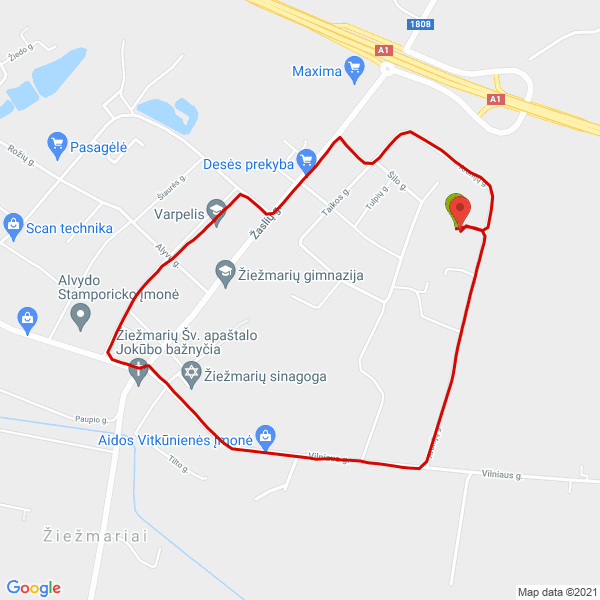 1808
Žiedo g.
A1
Maxima
A1
Rožių g.
Pasagėlė
Desės prekyba
Šiaurės g.
Šilo g.
Taikos g.
Tulpių g.
Varpelis
Scan technika
Žaslių g.
Alyvų g.
Žiežmarių gimnazija
Alvydo
Stamporicko įmonė
Žiežmarių Šv. apaštalo
Jokūbo bažnyčia
Žiežmarių sinagoga
Paupio g.
Aidos Vitkūnienės įmonė
Tilto g.
Vilniaus g.
Vilniaus g.
Žiežmariai
Google
Map data ©2021